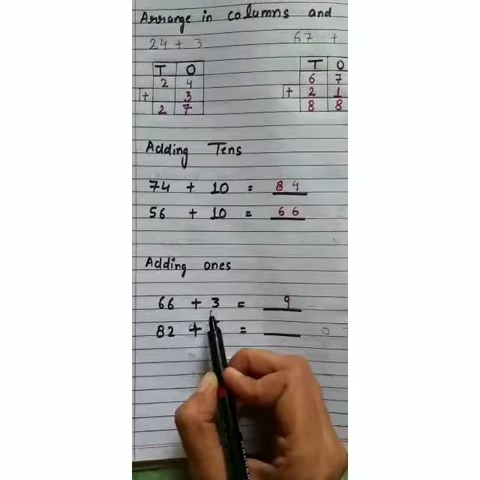 Arrange in columns and
24 + 3
67 +
T O
2 4
+ 3
2 7
T O
6 7
+ 2 1
8 8
Adding Tens
74 + 10 = 84
56 + 10 = 66
Adding ones
66 + 3 = 9
82 + =